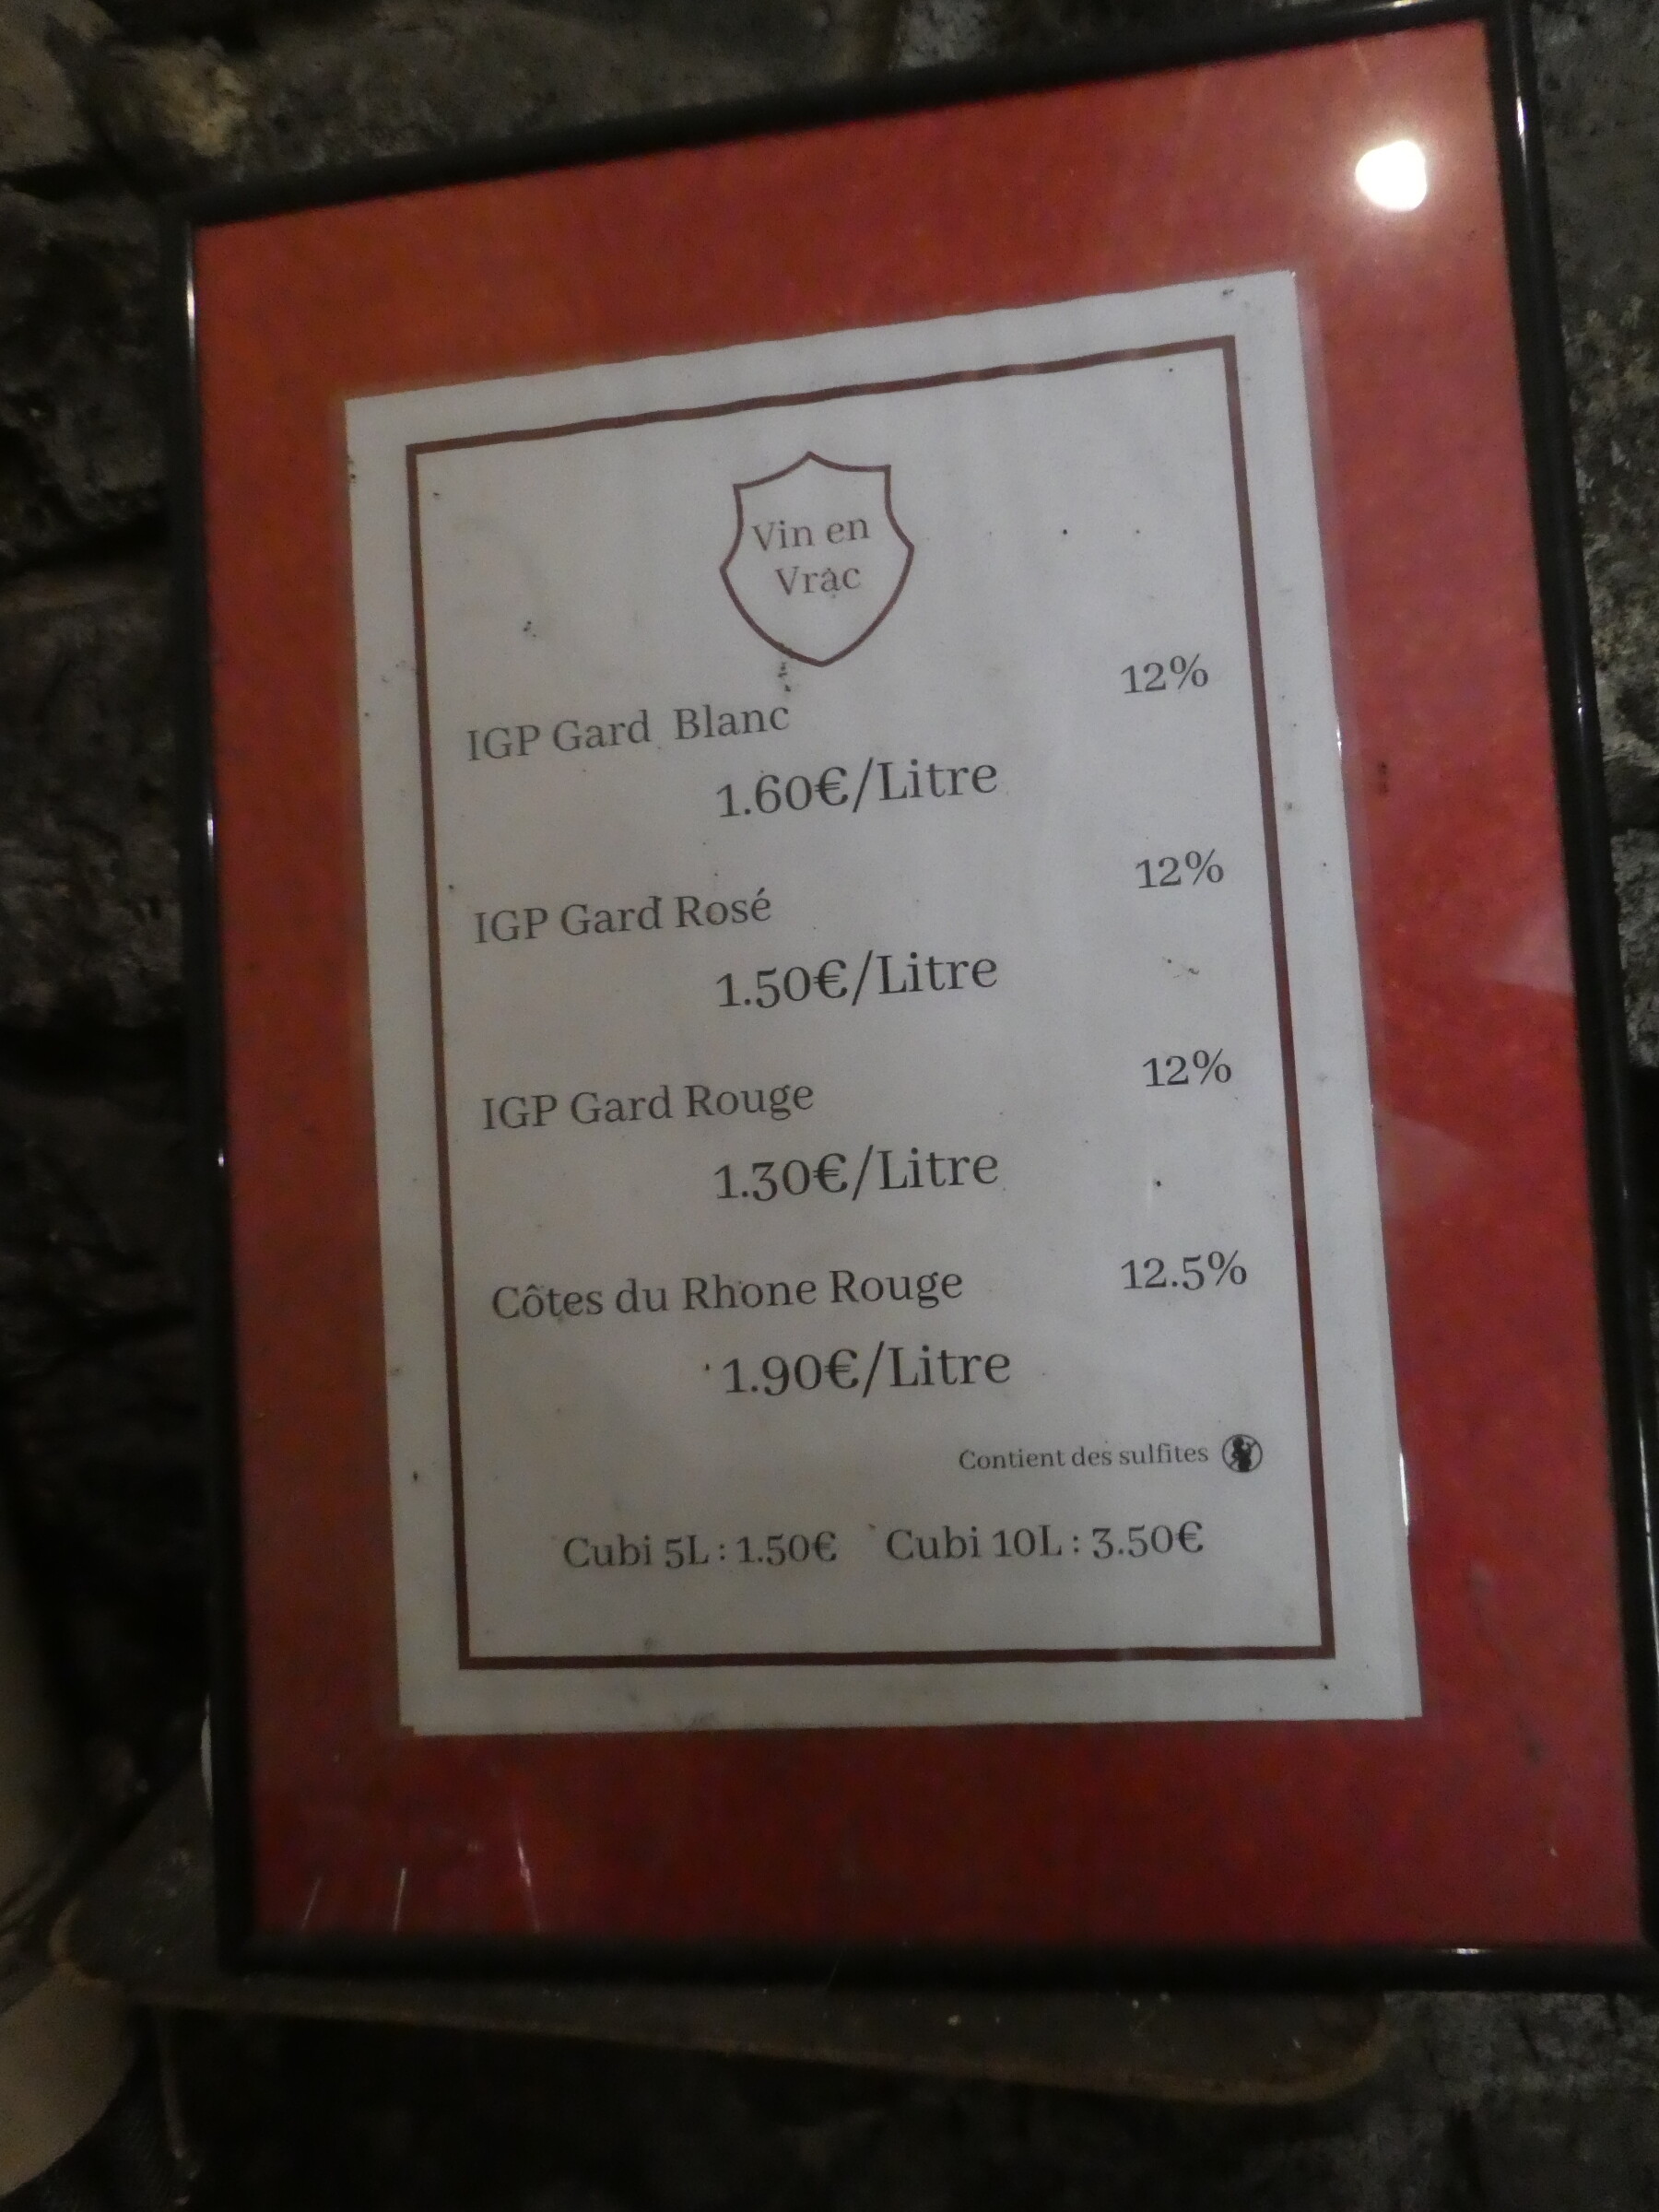 Vin en
Vrac
IGP Gard Blanc 12%
1.60€/Litre
IGP Gard Rosé 12%
1.50€/Litre
IGP Gard Rouge 12%
1.30€/Litre
Côtes du Rhone Rouge 12.5%
1.90€/Litre
Contient des sulfites
Cubi 5L : 1.50€ Cubi 10L : 3.50€